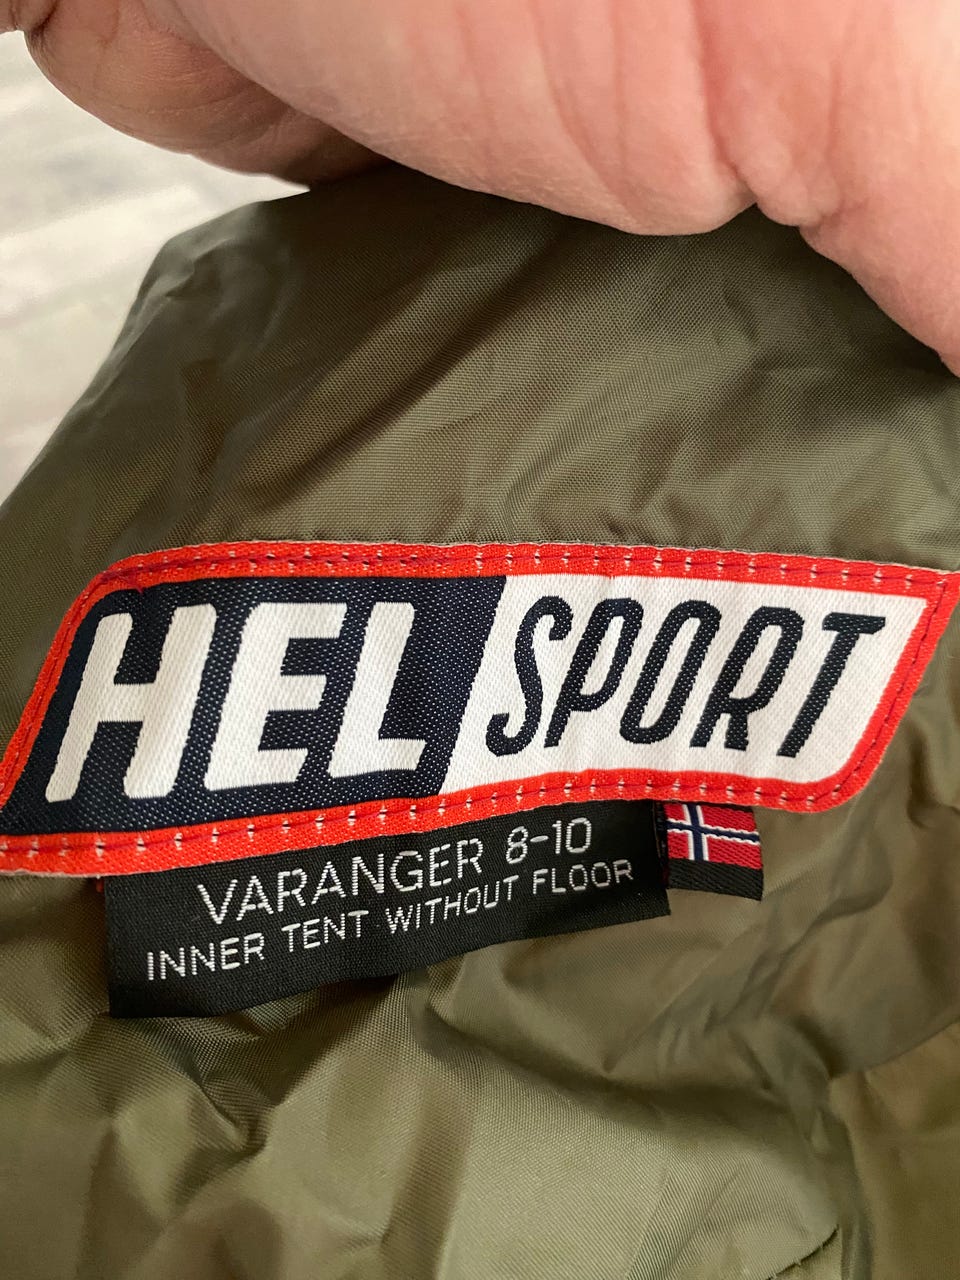 HEL SPORT
VARANGER 8-10
INNER TENT WITHOUT FLOOR